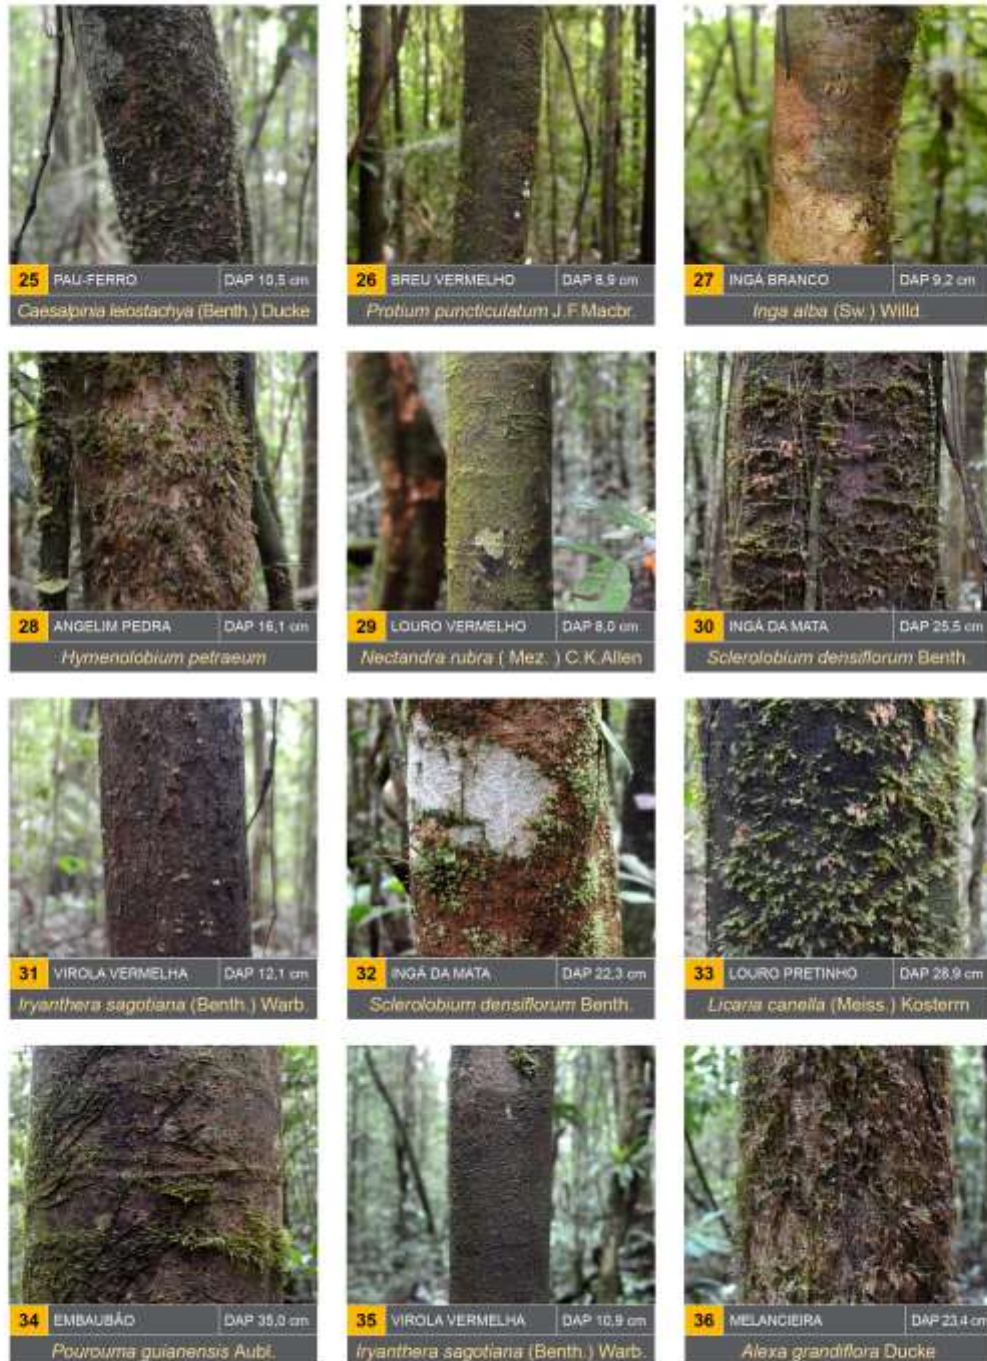 25 PAU-FERRO DAP 10,5 cm
Caesalpinia leiostachya (Benth.) Ducke
26 BREU VERMELHO DAP 8,9 cm
Protium puncticulatum J.F.Macbr.
27 INGÁ BRANCO DAP 9,2 cm
Inga alba (Sw.) Willd.
28 ANGELIM PEDRA DAP 16,1 cm
Hymenolobium petraeum
29 LOURO VERMELHO DAP 8,0 cm
Nectandra rubra ( Mez. ) C.K.Allen
30 INGÁ DA MATA DAP 25,5 cm
Sclerolobium densiflorum Benth.
31 VIROLA VERMELHA DAP 12,1 cm
Iryanthera sagotiana (Benth.) Warb.
32 INGÁ DA MATA DAP 22,3 cm
Sclerolobium densiflorum Benth.
33 LOURO PRETINHO DAP 28,9 cm
Licaria canella (Meiss.) Kosterm
34 EMBAUBÃO DAP 35,0 cm
Pourouma guianensis Aubl.
35 VIROLA VERMELHA DAP 10,9 cm
Iryanthera sagotiana (Benth.) Warb.
36 MELANCIEIRA DAP 23,4 cm
Alexa grandiflora Ducke